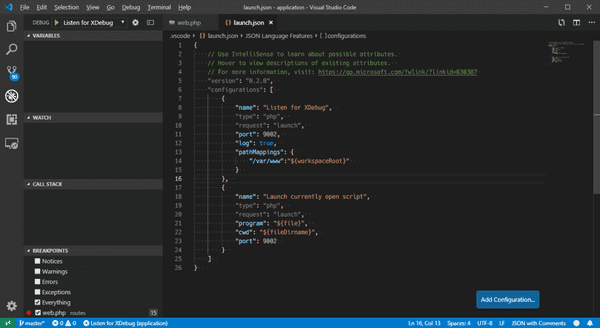 File Edit Selection View Go Debug Terminal Help
launch.json - application - Visual Studio Code
DEBUG Listen for XDebug
web.php
launch.json
.vscode › launch.json › JSON Language Features › [ ]configurations
VARIABLES
WATCH
CALL STACK
BREAKPOINTS
Notices
Warnings
Errors
Exceptions
Everything
web.php routes 15
93
1 {
2 // Use IntelliSense to learn about possible attributes.
3 // Hover to view descriptions of existing attributes.
4 // For more information, visit: https://go.microsoft.com/fwlink/?linkid=830387
5 "version": "0.2.0",
6 "configurations": [
7 {
8 "name": "Listen for XDebug",
9 "type": "php",
10 "request": "launch",
11 "port": 9002,
12 "log": true,
13 "pathMappings": {
14 "/var/www":"${workspaceRoot}"
15 }
16 },
17 {
18 "name": "Launch currently open script",
19 "type": "php",
20 "request": "launch",
21 "program": "${file}",
22 "cwd": "${fileDirname}",
23 "port": 9002
24 }
25 ]
26 }
Add Configuration...
master* 0 0 Listen for XDebug (application) Ln 16, Col 13 Spaces: 4 UTF-8 LF JSON with Comments